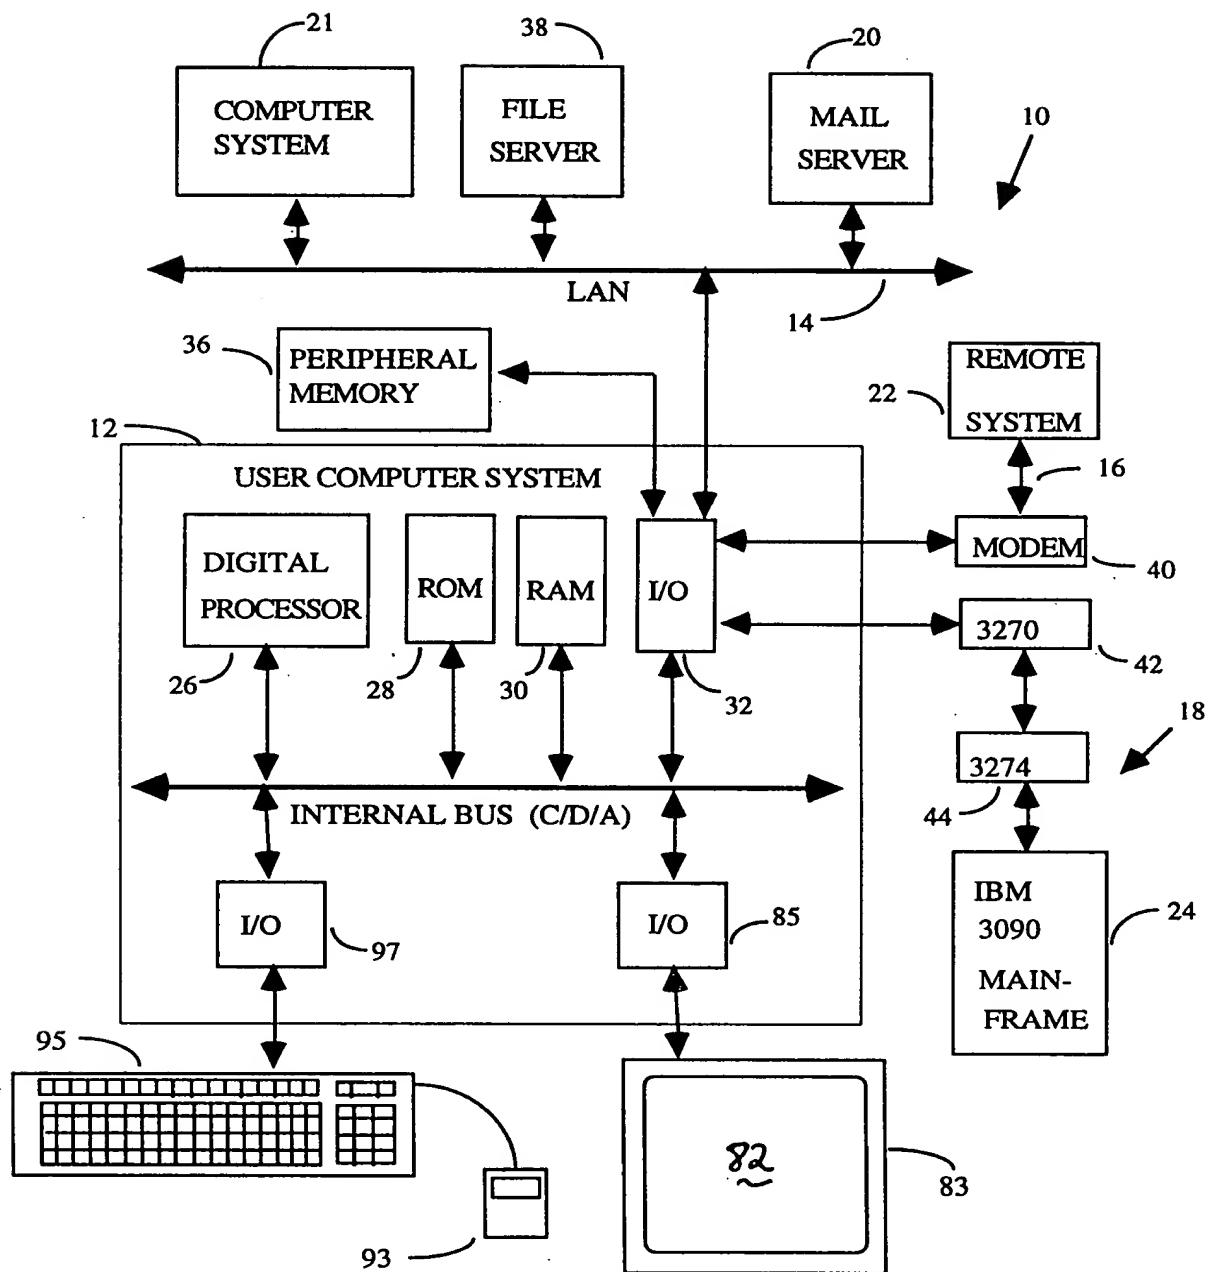 21
38
20
COMPUTER
SYSTEM
FILE
SERVER
MAIL
SERVER
10
LAN
14
36
PERIPHERAL
MEMORY
REMOTE
SYSTEM
22
12
USER COMPUTER SYSTEM
16
DIGITAL
PROCESSOR
ROM
RAM
I/O
MODEM
40
3270
42
26
28
30
32
18
3274
44
INTERNAL BUS (C/D/A)
I/O
97
I/O
85
IBM
3090
MAIN-
FRAME
24
95
82
83
93